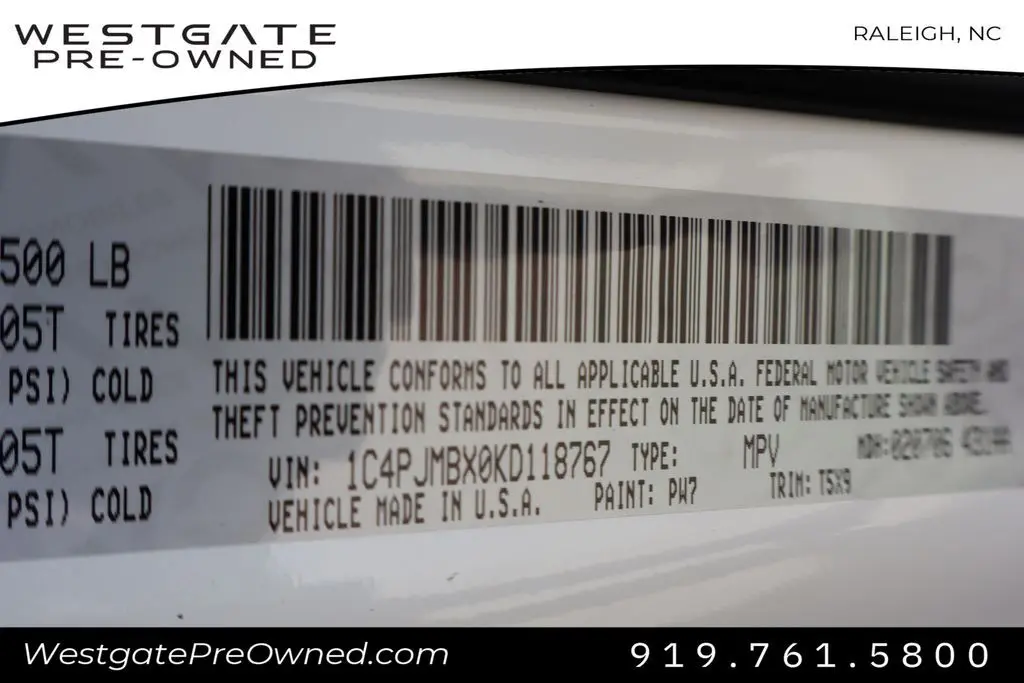 WESTGATE
PRE-OWNED
RALEIGH, NC
500 LB
05T TIRES
PSI) COLD
05T TIRES
PSI) COLD
THIS VEHICLE CONFORMS TO ALL APPLICABLE U.S.A. FEDERAL MOTOR VEHICLE SAFETY AND
THEFT PREVENTION STANDARDS IN EFFECT ON THE DATE OF MANUFACTURE SHOWN ABOVE.
VIN: 1C4PJMBX0KD118767 TYPE: MPV MDH:020706
VEHICLE MADE IN U.S.A. PAINT: PW7 TRIM: T5X9
WestgatePreOwned.com
919.761.5800